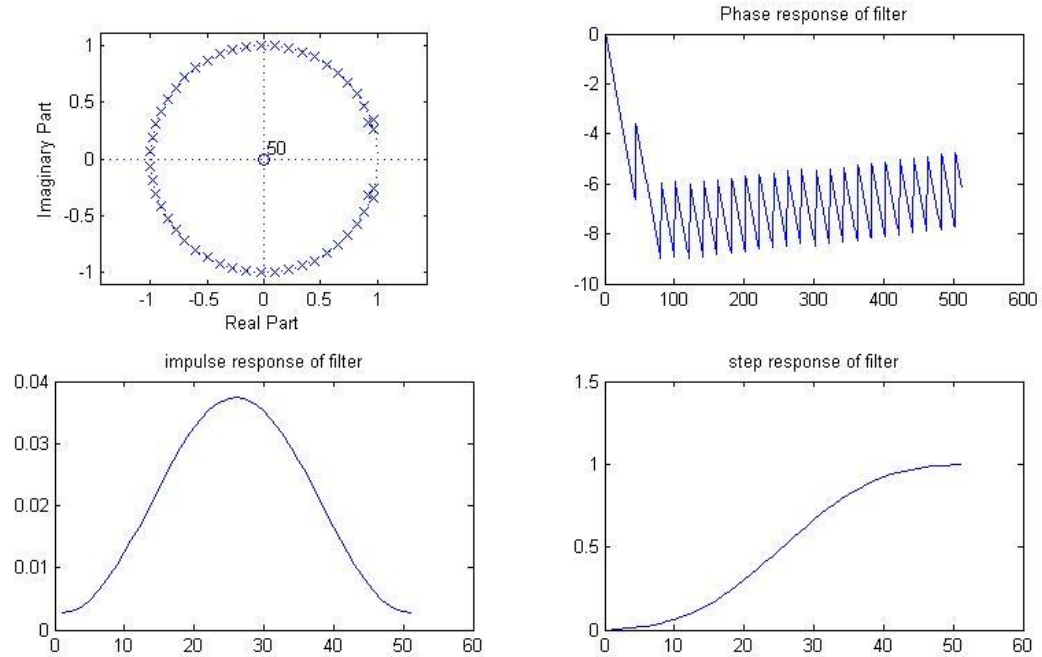 1
0.5
0
-0.5
-1
Imaginary Part
50
-1 -0.5 0 0.5 1
Real Part
Phase response of filter
0
-2
-4
-6
-8
-10
0 100 200 300 400 500 600
impulse response of filter
0.04
0.03
0.02
0.01
0
0 10 20 30 40 50 60
step response of filter
1.5
1
0.5
0
0 10 20 30 40 50 60